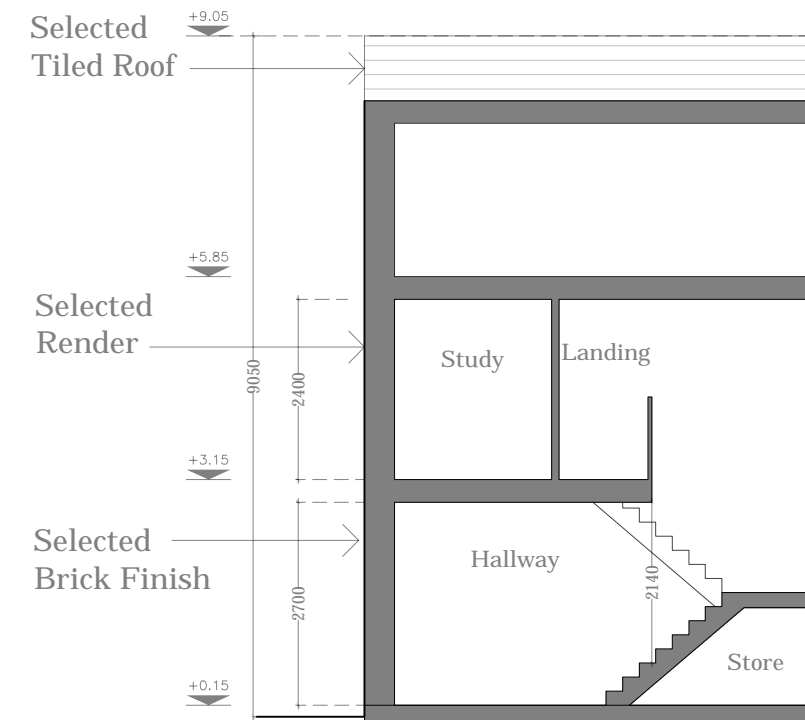 +9.05
Selected
Tiled Roof
+5.85
Selected
Render
Study
Landing
9050
2400
+3.15
Selected
Brick Finish
Hallway
2700
2140
Store
+0.15